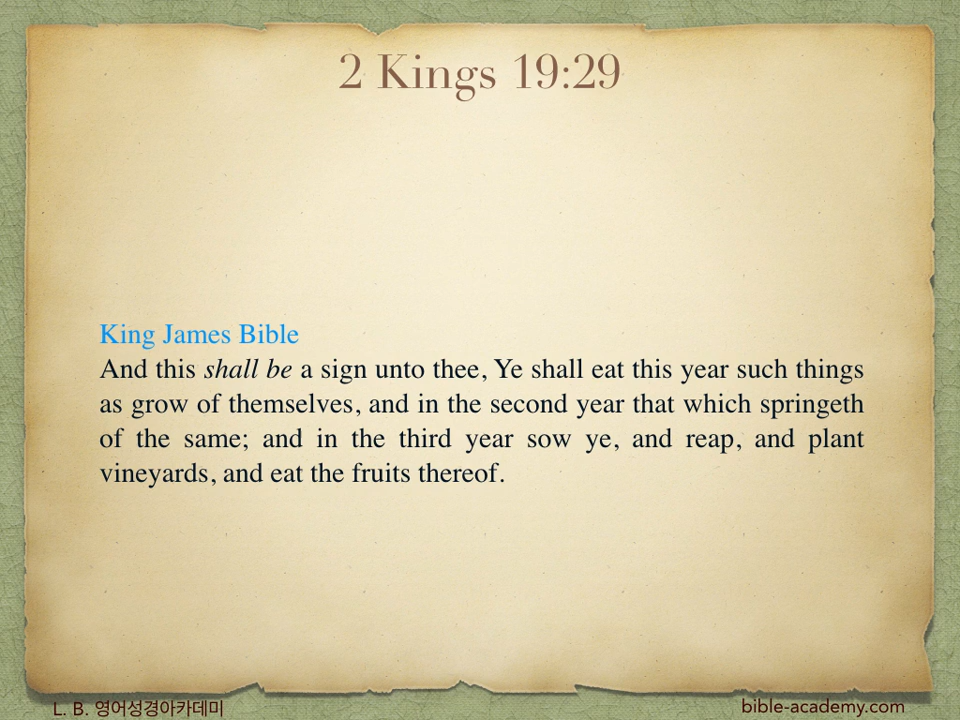 2 Kings 19:29
King James Bible
And this shall be a sign unto thee, Ye shall eat this year such things
as grow of themselves, and in the second year that which springeth
of the same; and in the third year sow ye, and reap, and plant
vineyards, and eat the fruits thereof.
L. B. 영어성경아카데미
bible-academy.com